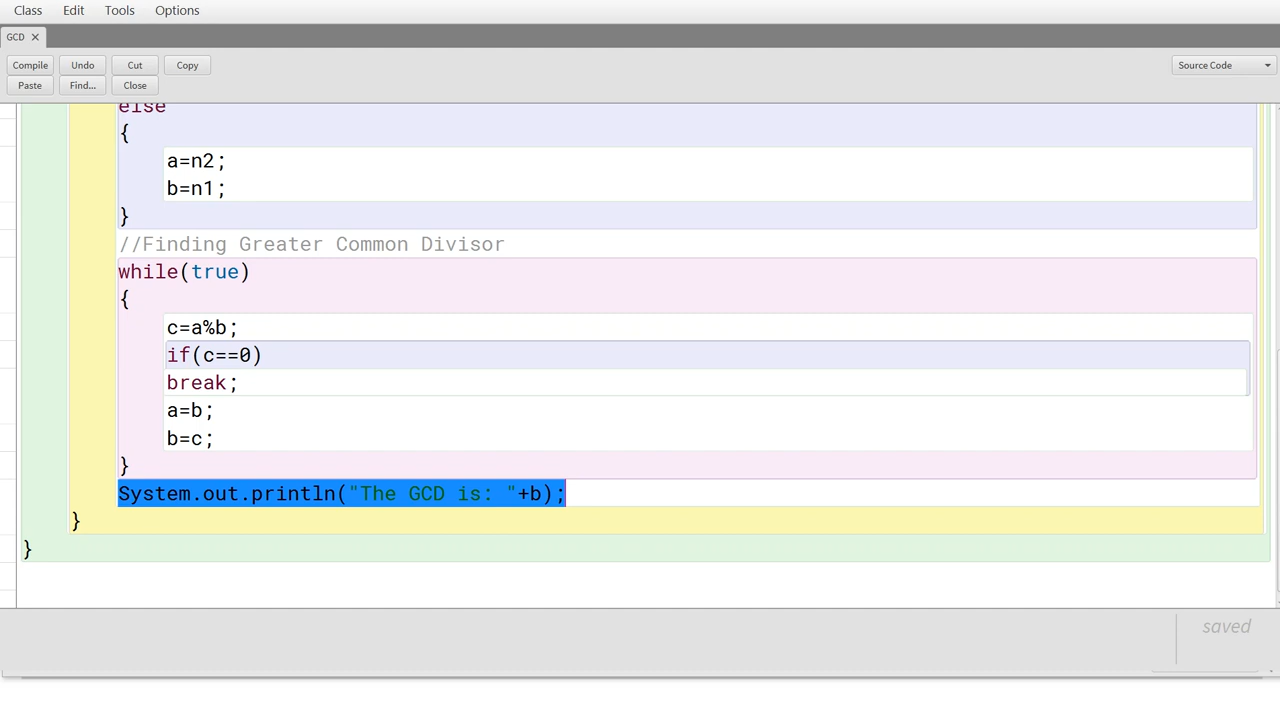 Class Edit Tools Options
GCD ✕
Compile Undo Cut Copy Source Code
Paste Find... Close
else
{
a=n2;
b=n1;
}
//Finding Greater Common Divisor
while(true)
{
c=a%b;
if(c==0)
break;
a=b;
b=c;
}
System.out.println("The GCD is: "+b);
}
}
saved